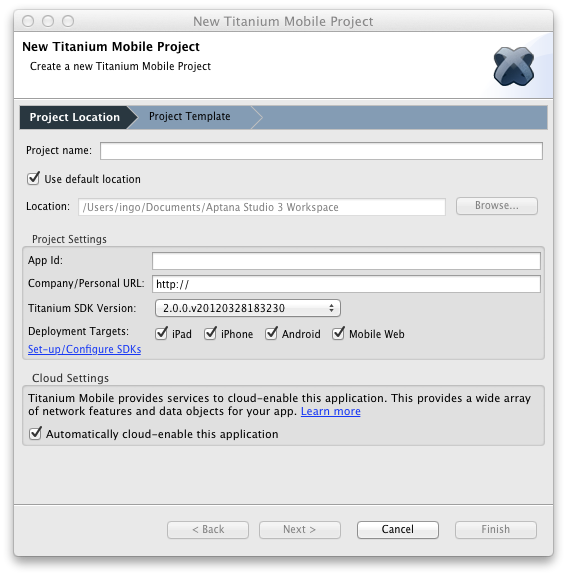 New Titanium Mobile Project
New Titanium Mobile Project
Create a new Titanium Mobile Project
Project Location
Project Template
Project name:
Use default location
Location: /Users/ingo/Documents/Aptana Studio 3 Workspace Browse...
Project Settings
App Id:
Company/Personal URL: http://
Titanium SDK Version: 2.0.0.v20120328183230
Deployment Targets: iPad iPhone Android Mobile Web
Set-up/Configure SDKs
Cloud Settings
Titanium Mobile provides services to cloud-enable this application. This provides a wide array
of network features and data objects for your app. Learn more
Automatically cloud-enable this application
< Back Next > Cancel Finish